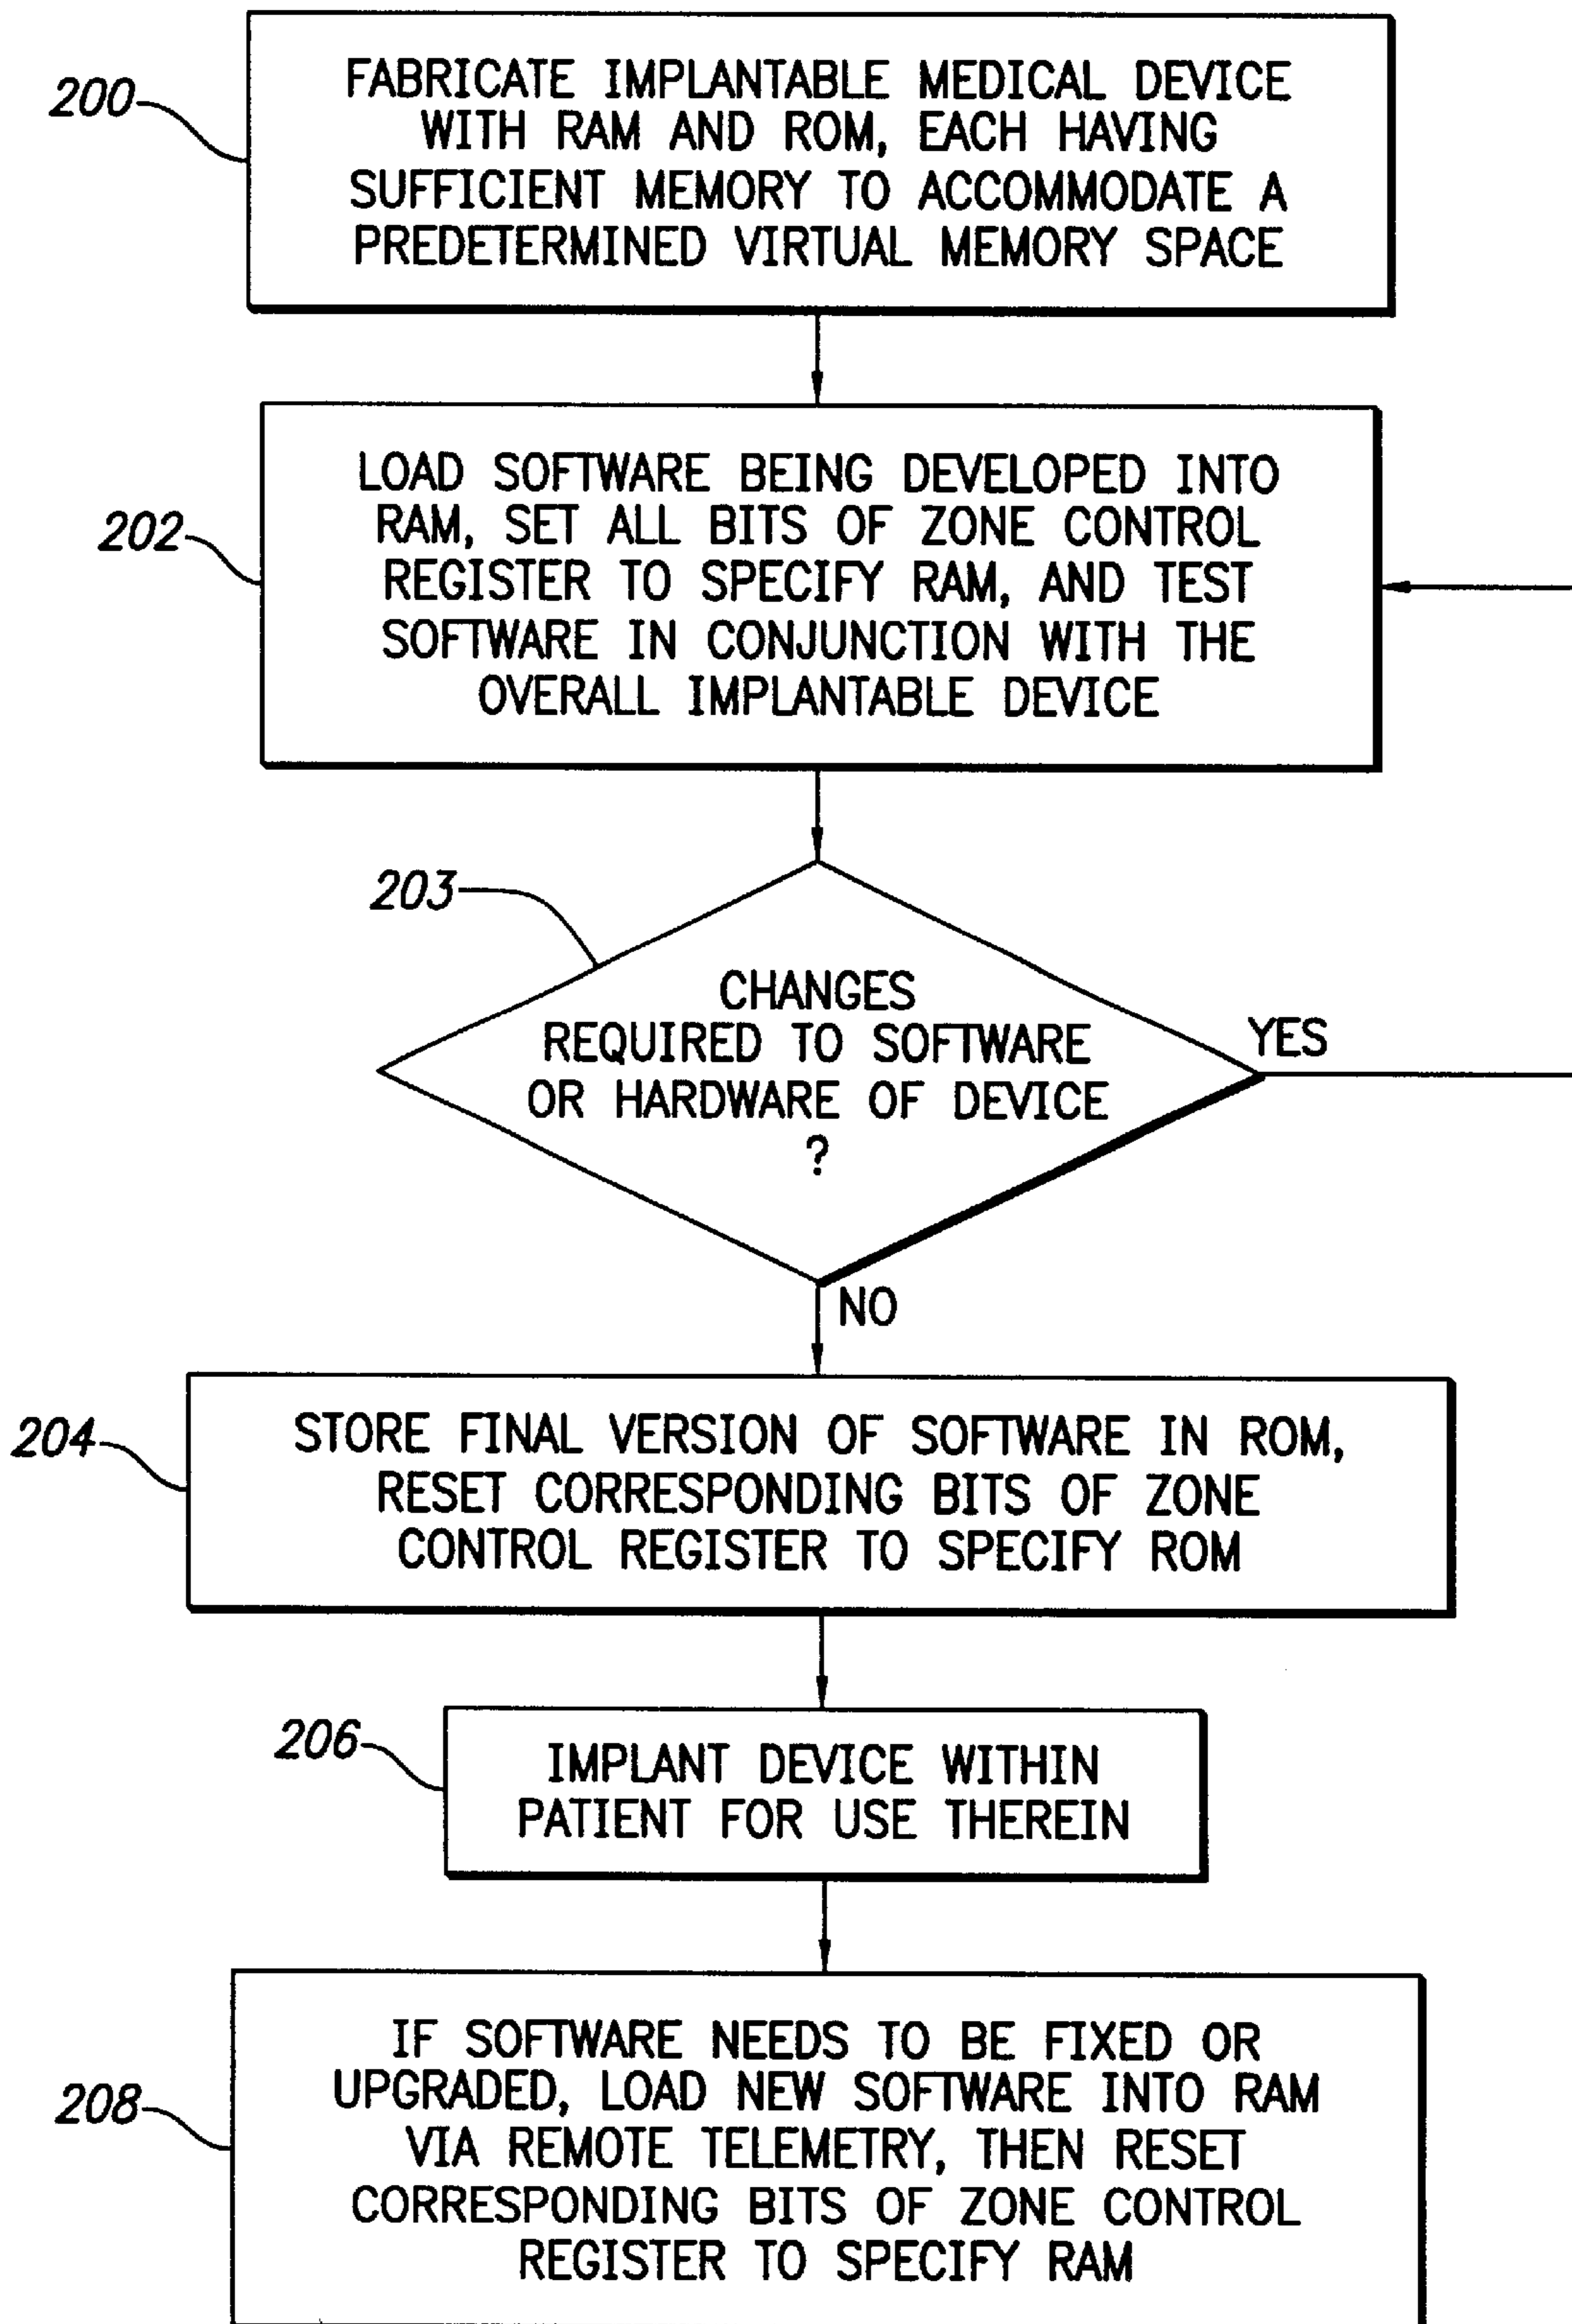 200
FABRICATE IMPLANTABLE MEDICAL DEVICE
WITH RAM AND ROM, EACH HAVING
SUFFICIENT MEMORY TO ACCOMMODATE A
PREDETERMINED VIRTUAL MEMORY SPACE
202
LOAD SOFTWARE BEING DEVELOPED INTO
RAM, SET ALL BITS OF ZONE CONTROL
REGISTER TO SPECIFY RAM, AND TEST
SOFTWARE IN CONJUNCTION WITH THE
OVERALL IMPLANTABLE DEVICE
203
CHANGES
REQUIRED TO SOFTWARE
OR HARDWARE OF DEVICE
?
YES
NO
204
STORE FINAL VERSION OF SOFTWARE IN ROM,
RESET CORRESPONDING BITS OF ZONE
CONTROL REGISTER TO SPECIFY ROM
206
IMPLANT DEVICE WITHIN
PATIENT FOR USE THEREIN
208
IF SOFTWARE NEEDS TO BE FIXED OR
UPGRADED, LOAD NEW SOFTWARE INTO RAM
VIA REMOTE TELEMETRY, THEN RESET
CORRESPONDING BITS OF ZONE CONTROL
REGISTER TO SPECIFY RAM